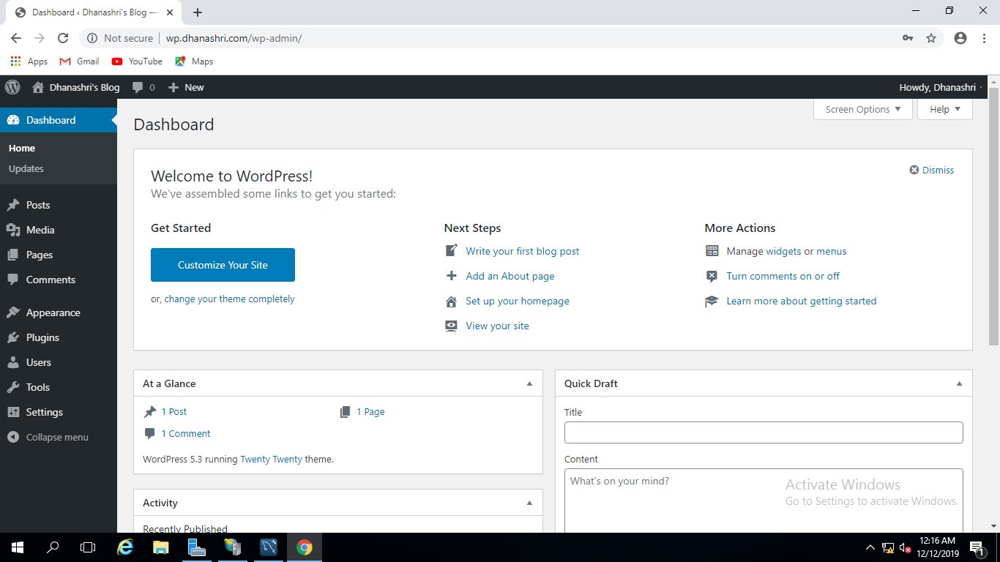 Dashboard ‹ Dhanashri's Blog —
Not secure | wp.dhanashri.com/wp-admin/
Apps Gmail YouTube Maps
Dhanashri's Blog 0 New Howdy, Dhanashri
Screen Options Help
Dashboard
Home
Updates
Posts
Media
Pages
Comments
Appearance
Plugins
Users
Tools
Settings
Collapse menu
Dashboard
Welcome to WordPress!
We've assembled some links to get you started:
Dismiss
Get Started
Customize Your Site
or, change your theme completely
Next Steps
Write your first blog post
Add an About page
Set up your homepage
View your site
More Actions
Manage widgets or menus
Turn comments on or off
Learn more about getting started
At a Glance
1 Post 1 Page
1 Comment
WordPress 5.3 running Twenty Twenty theme.
Activity
Recently Published
Quick Draft
Title
Content
What's on your mind?
Activate Windows
Go to Settings to activate Windows.
12:16 AM
12/12/2019
1